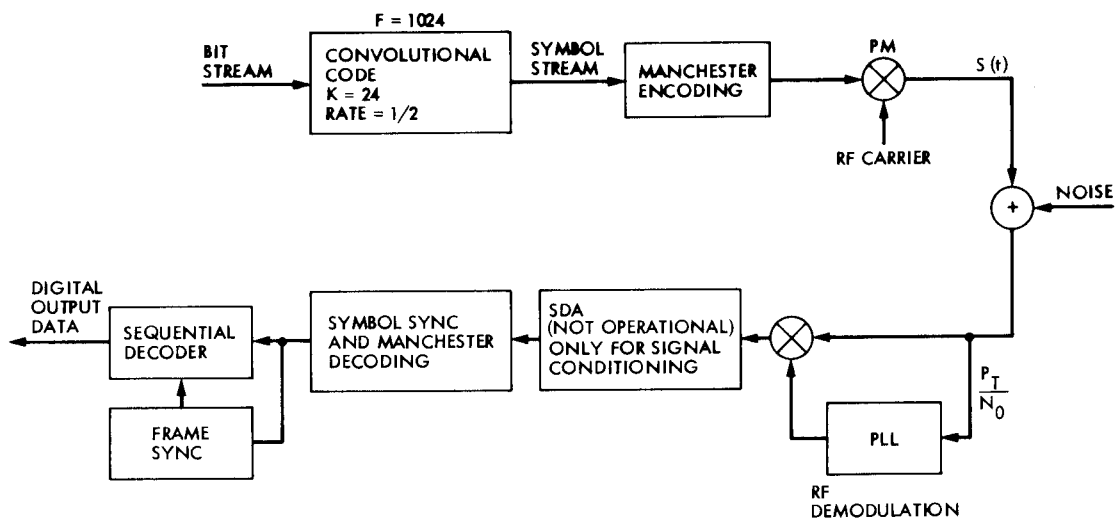 F = 1024
BIT
STREAM
CONVOLUTIONAL
CODE
K = 24
RATE = 1/2
SYMBOL
STREAM
MANCHESTER
ENCODING
PM
S (t)
RF CARRIER
+
NOISE
DIGITAL
OUTPUT
DATA
SEQUENTIAL
DECODER
SYMBOL SYNC
AND MANCHESTER
DECODING
SDA
(NOT OPERATIONAL)
ONLY FOR SIGNAL
CONDITIONING
P_T
N_0
FRAME
SYNC
PLL
RF
DEMODULATION